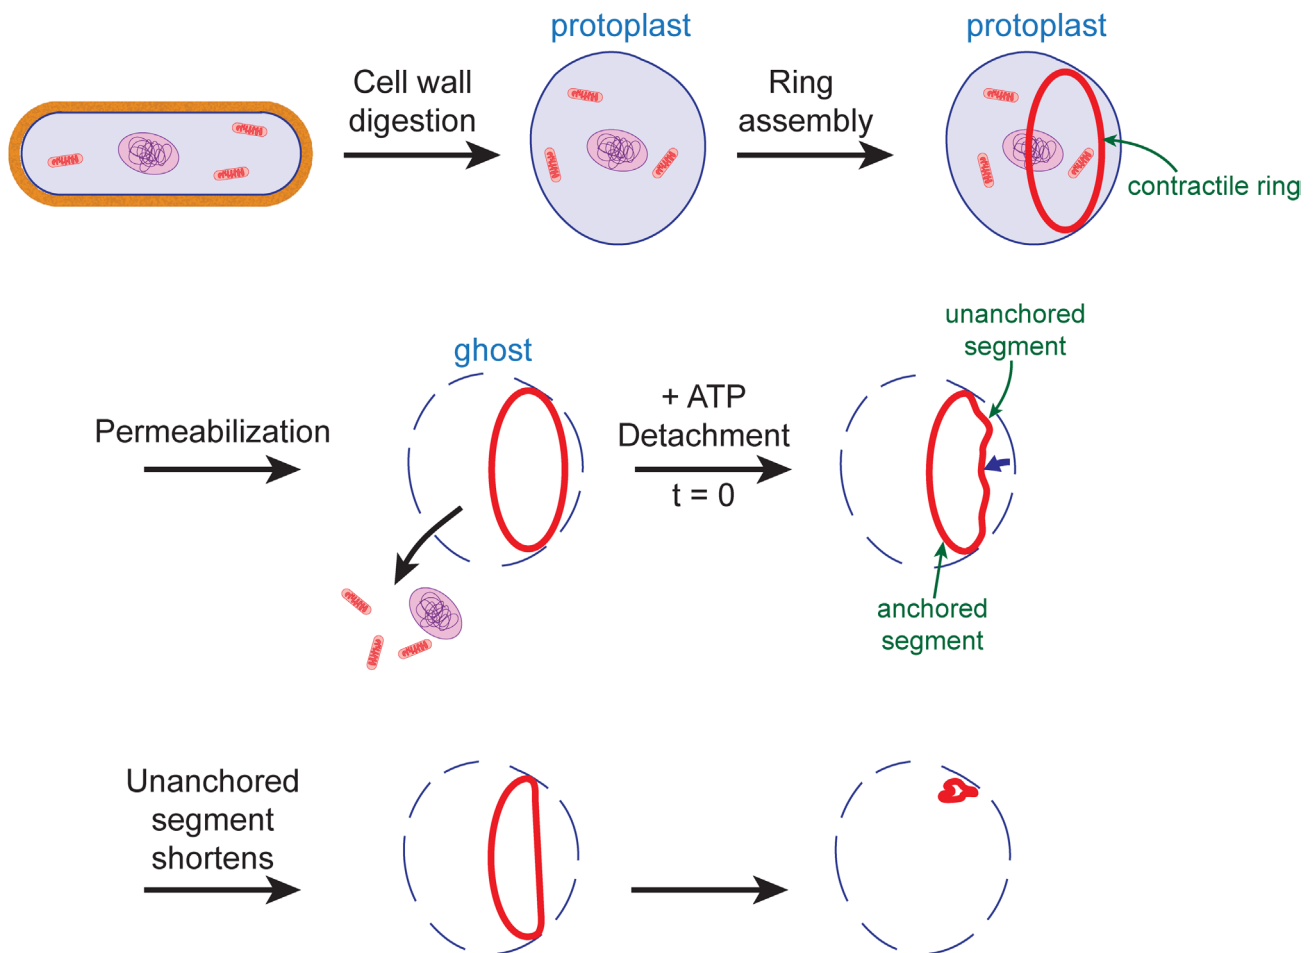 protoplast
protoplast
Cell wall
digestion
Ring
assembly
contractile ring
unanchored
segment
ghost
+ ATP
Detachment
t = 0
Permeabilization
anchored
segment
Unanchored
segment
shortens